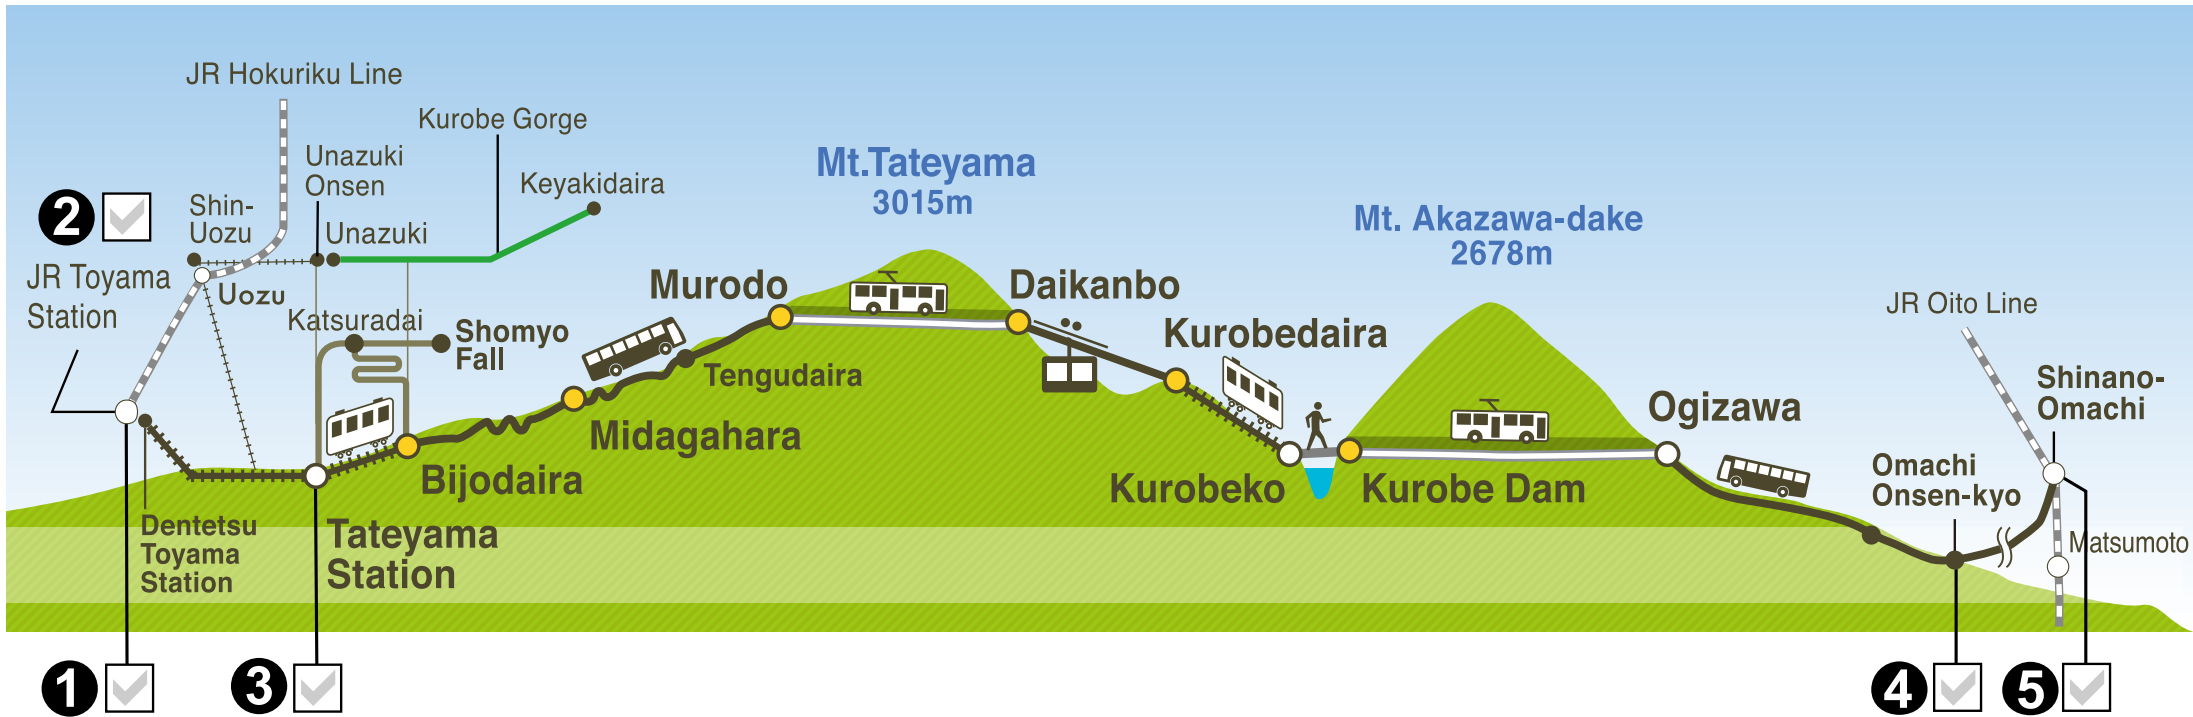 JR Hokuriku Line
Kurobe Gorge
Unazuki
Onsen
Keyakidaira
2
Shin-
Uozu
Unazuki
JR Toyama
Station
Uozu
Katsuradai
Shomyo
Fall
Mt.Tateyama
3015m
Mt. Akazawa-dake
2678m
Murodo
Daikanbo
Kurobedaira
Tengudaira
Midagahara
Bijodaira
Kurobeko
Kurobe Dam
Ogizawa
JR Oito Line
Shinano-
Omachi
Omachi
Onsen-kyo
Matsumoto
Dentetsu
Toyama
Station
Tateyama
Station
1
3
4
5